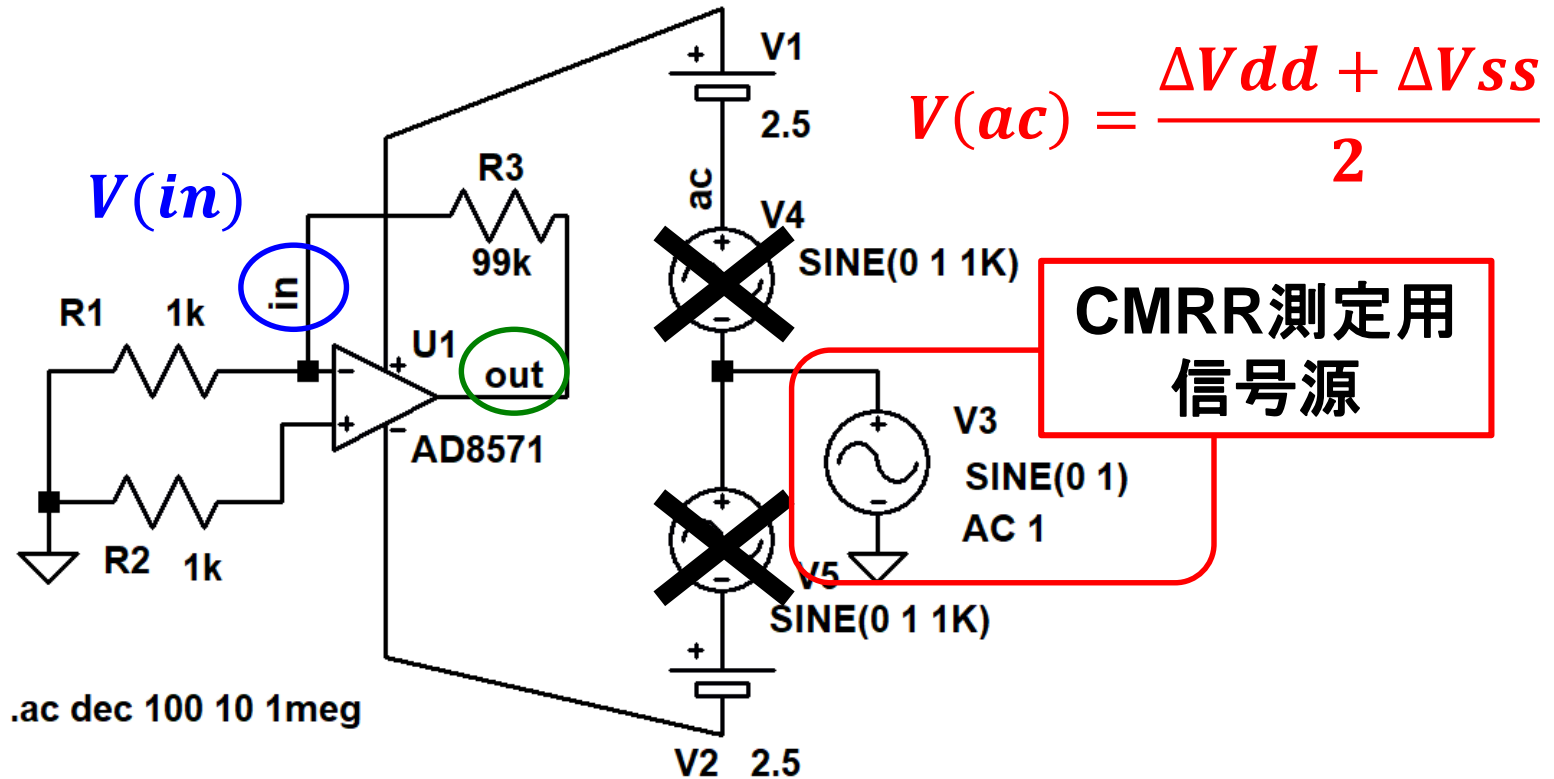 V1
+
2.5
V(ac) = (ΔVdd + ΔVss) / 2
ac
R3
99k
V(in)
in
V4
+
SINE(0 1 1K)
−
CMRR測定用
信号源
R1 1k
U1
+
−
out
+
−
AD8571
R2 1k
V3
+
SINE(0 1)
−
AC 1
+
−
V5
SINE(0 1 1K)
+
.ac dec 100 10 1meg
V2 2.5